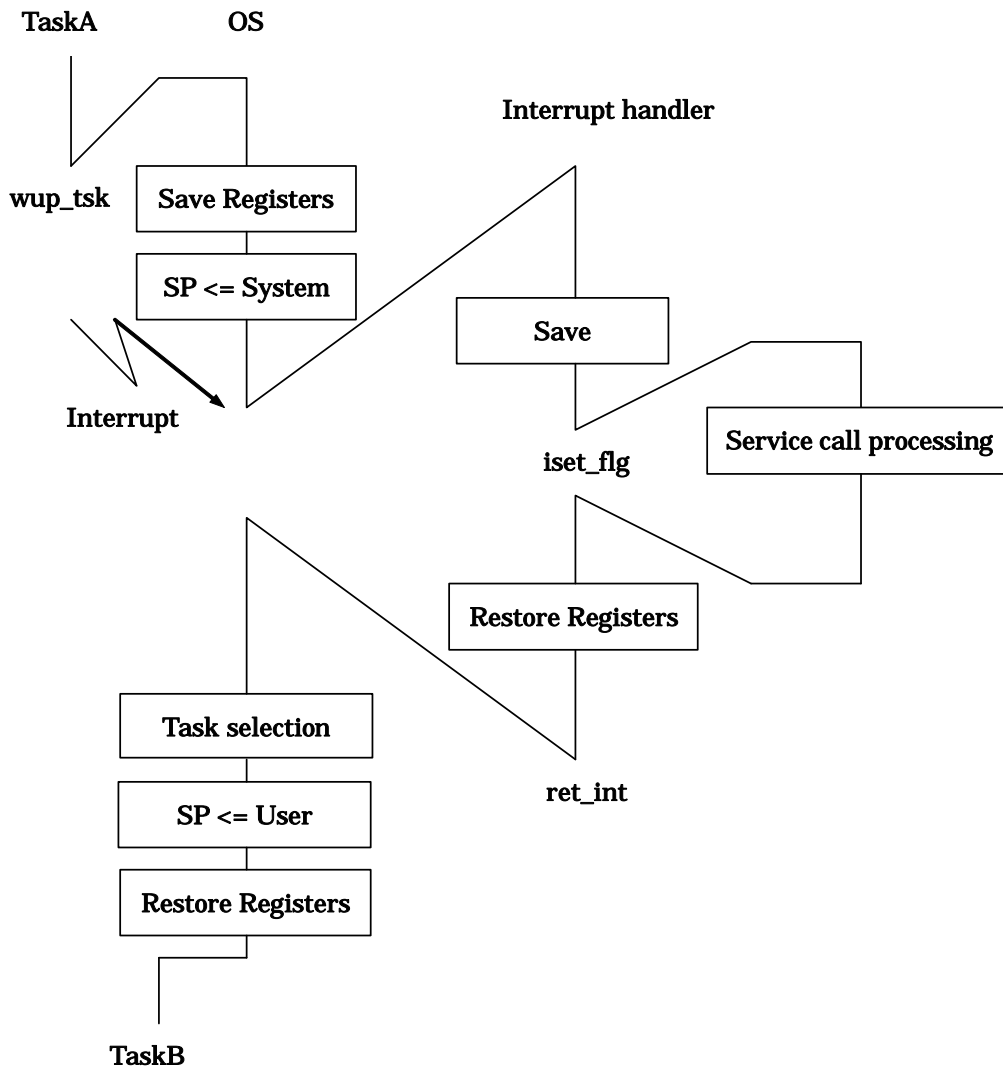 TaskA
OS
Interrupt handler
wup_tsk
Save Registers
SP <= System
Save
Interrupt
Service call processing
iset_flg
Restore Registers
Task selection
ret_int
SP <= User
Restore Registers
TaskB